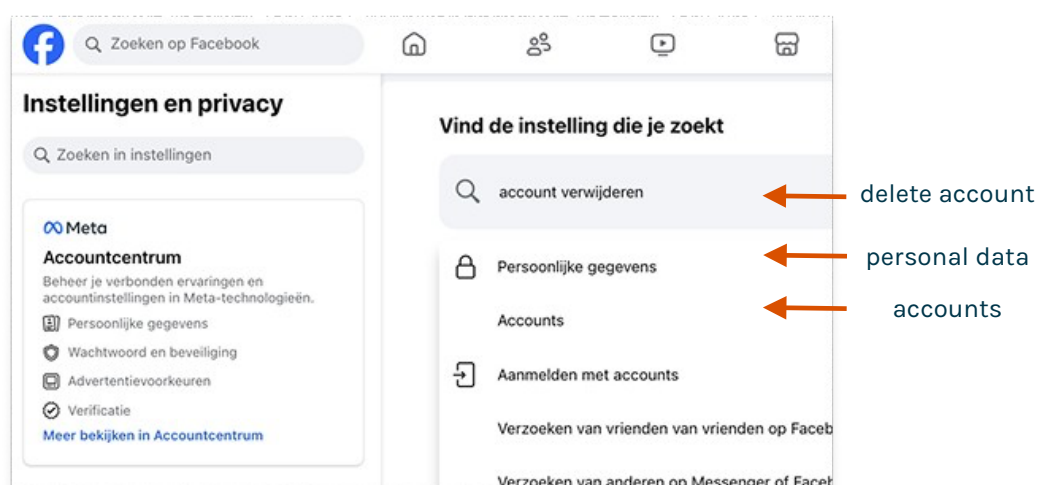 Zoeken op Facebook
Instellingen en privacy
Zoeken in instellingen
Meta
Accountcentrum
Beheer je verbonden ervaringen en
accountinstellingen in Meta-technologieën.
Persoonlijke gegevens
Wachtwoord en beveiliging
Advertentievoorkeuren
Verificatie
Meer bekijken in Accountcentrum
Vind de instelling die je zoekt
account verwijderen
delete account
Persoonlijke gegevens
personal data
Accounts
accounts
Aanmelden met accounts
Verzoeken van vrienden van vrienden op Faceb
Verzoeken van anderen op Messenger of Faceb